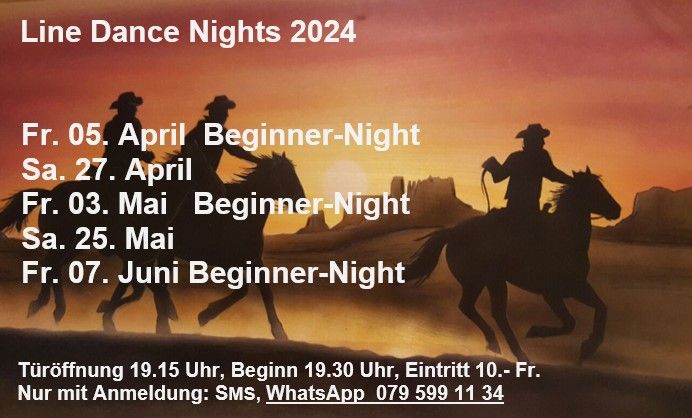 Line Dance Nights 2024
Fr. 05. April  Beginner-Night
Sa. 27. April
Fr. 03. Mai   Beginner-Night
Sa. 25. Mai
Fr. 07. Juni Beginner-Night
Türöffnung 19.15 Uhr, Beginn 19.30 Uhr, Eintritt 10.- Fr.
Nur mit Anmeldung: SMS, WhatsApp  079 599 11 34